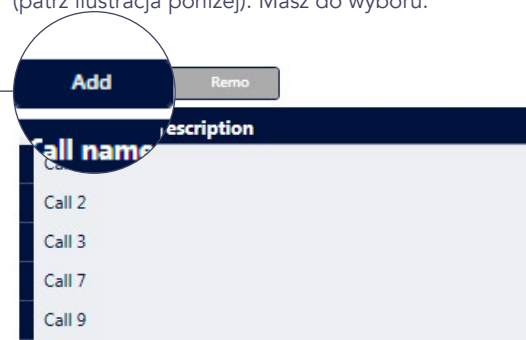 (patrz ilustracja poniżej). Masz do wyboru:
Add
Remo
Call name
escription
Call 2
Call 3
Call 7
Call 9